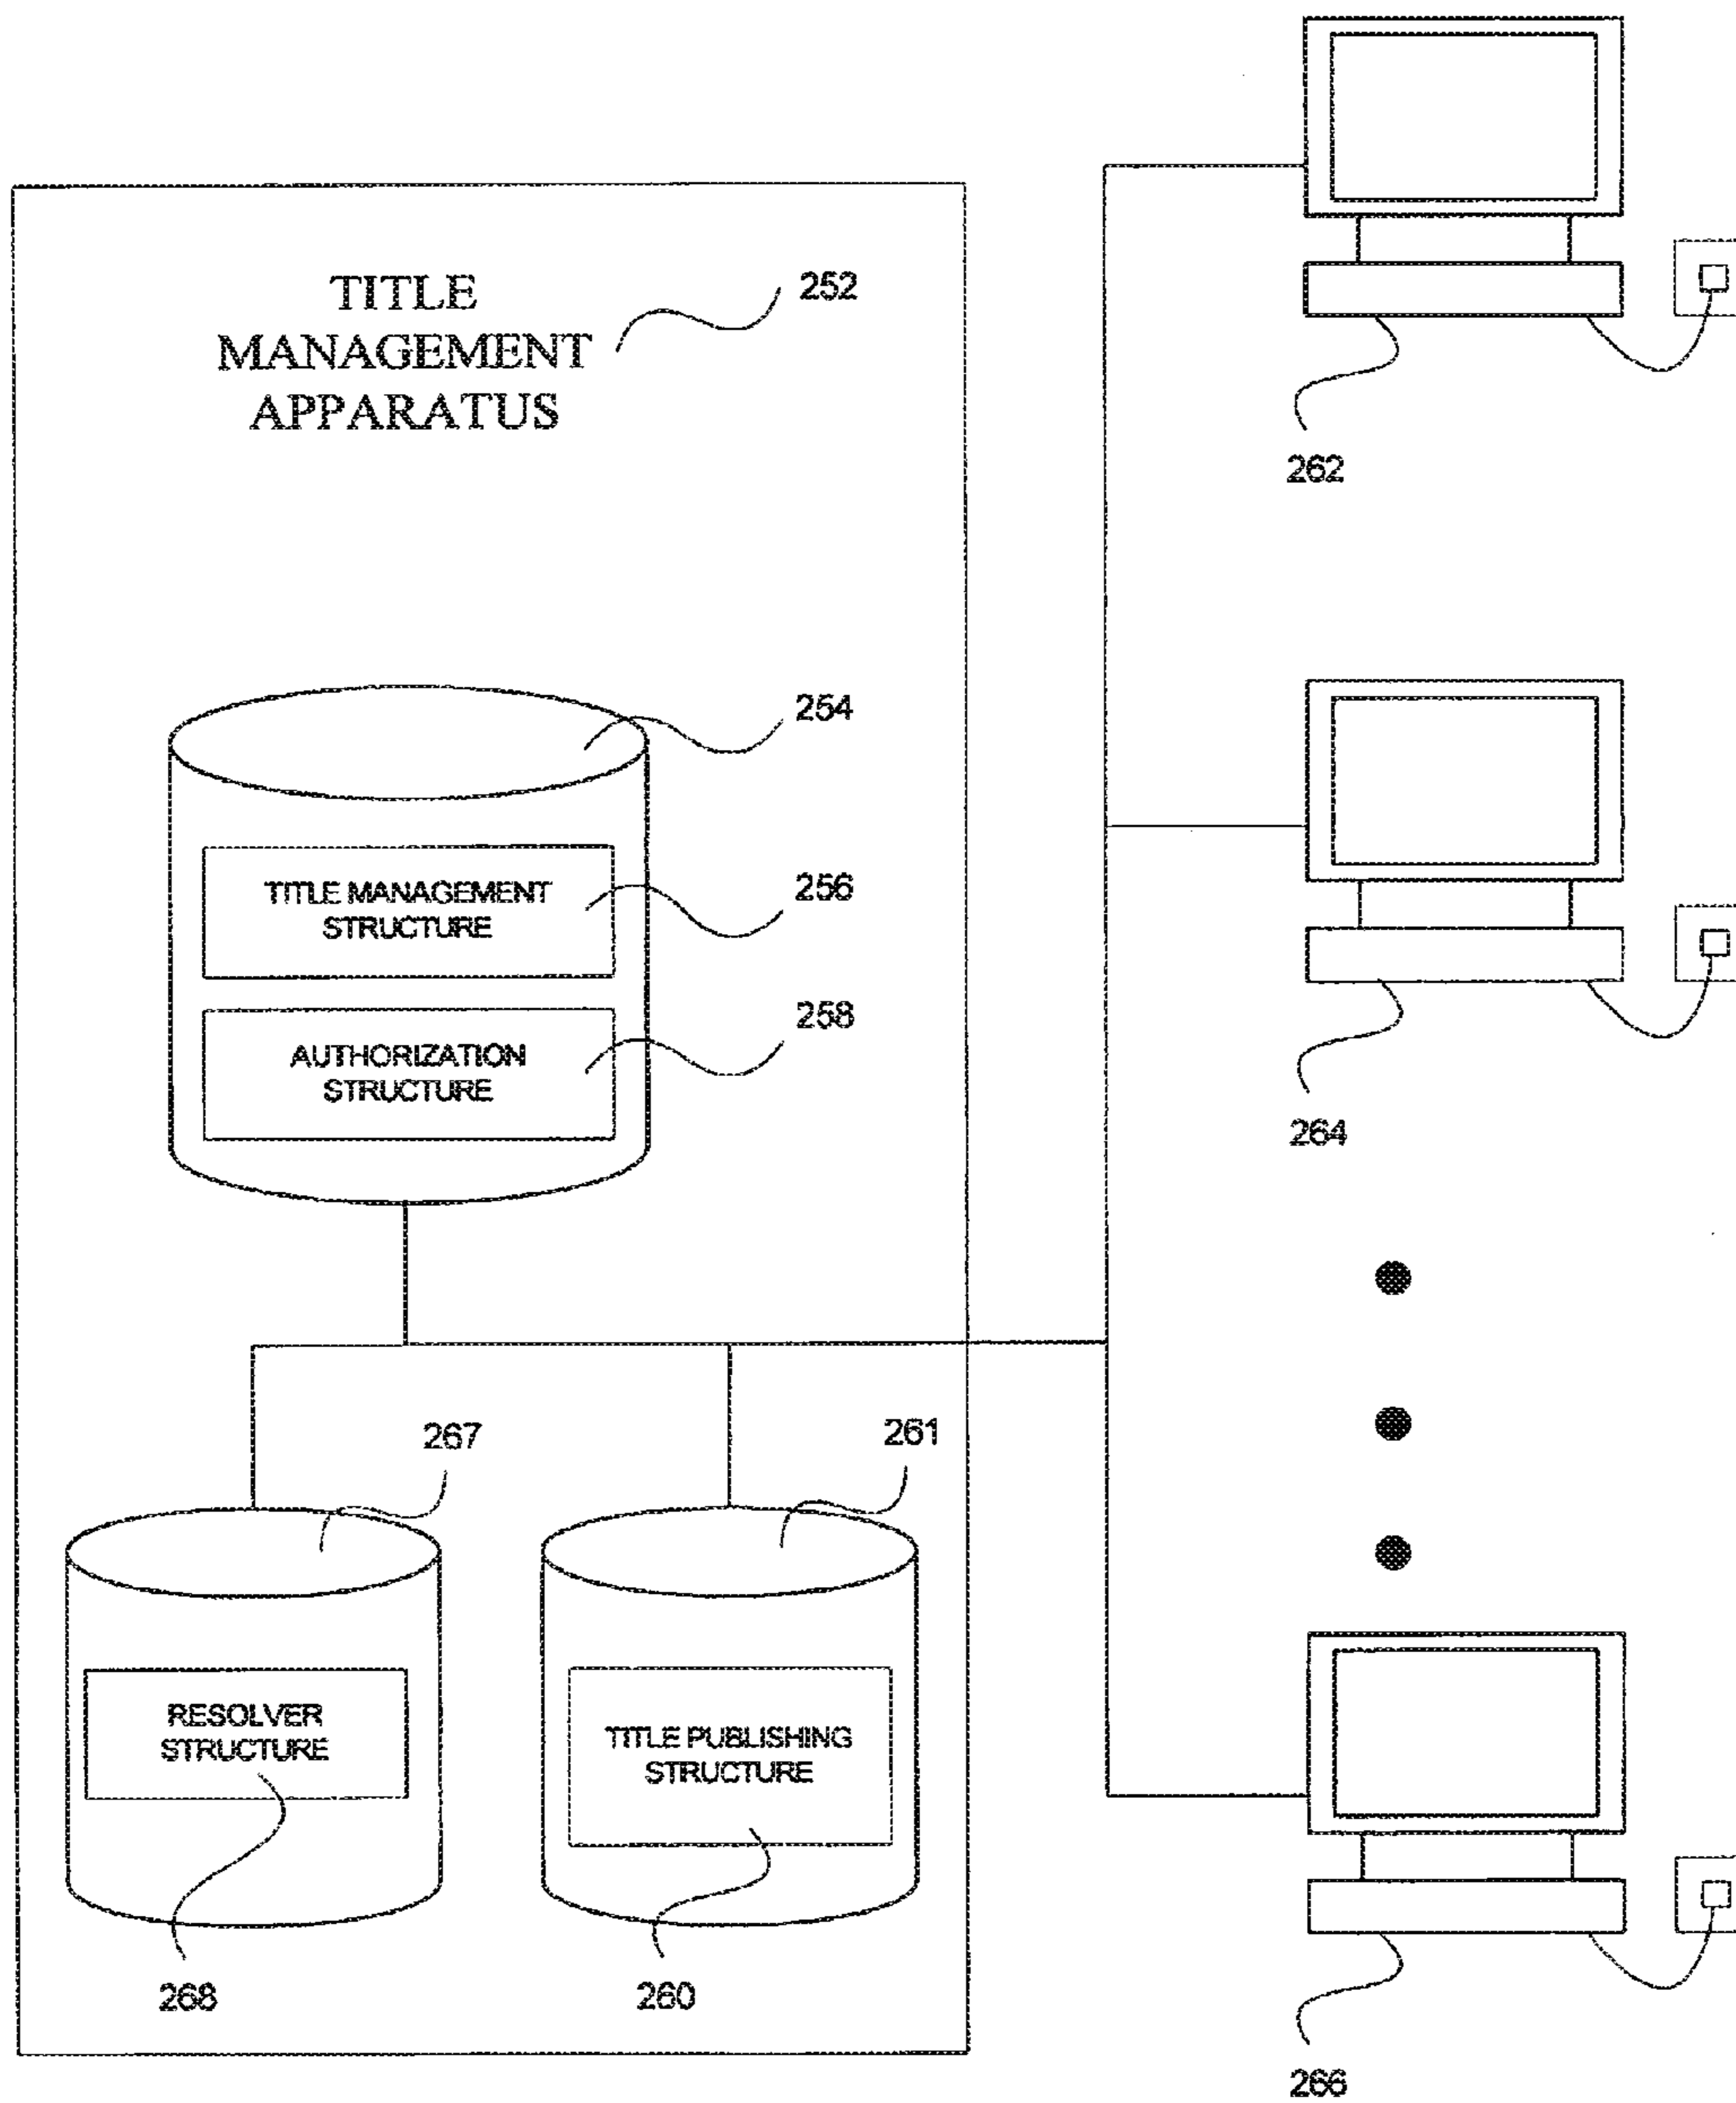 TITLE
MANAGEMENT
APPARATUS
252
262
254
TITLE MANAGEMENT
STRUCTURE
256
AUTHORIZATION
STRUCTURE
258
264
267
261
RESOLVER
STRUCTURE
TITLE PUBLISHING
STRUCTURE
268
260
266